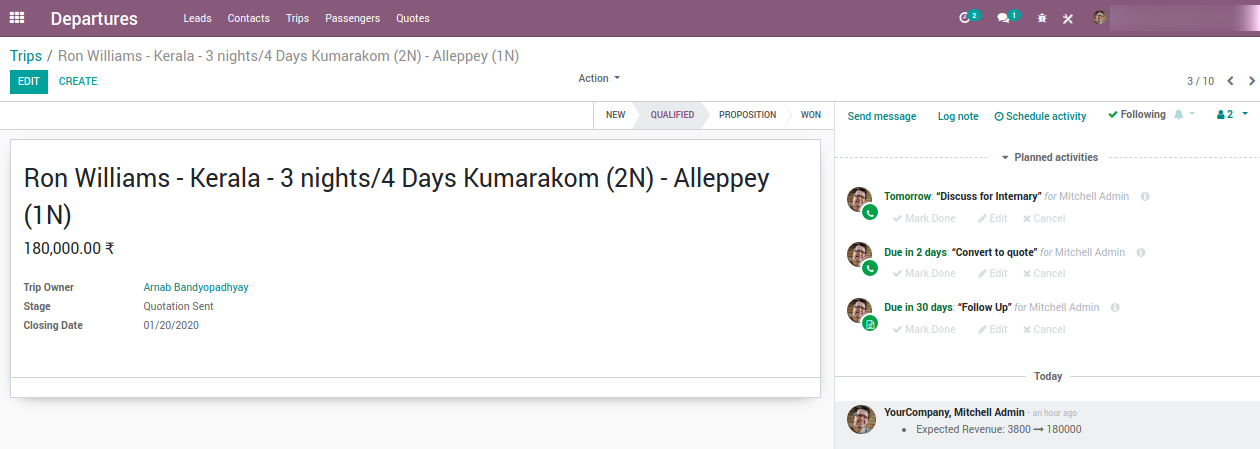 Departures Leads Contacts Trips Passengers Quotes 2 1
Trips / Ron Williams - Kerala - 3 nights/4 Days Kumarakom (2N) - Alleppey (1N)
EDIT CREATE Action 3 / 10
NEW QUALIFIED PROPOSITION WON
Ron Williams - Kerala - 3 nights/4 Days Kumarakom (2N) - Alleppey
(1N)
180,000.00 ₹
Trip Owner Arnab Bandyopadhyay
Stage Quotation Sent
Closing Date 01/20/2020
Send message Log note Schedule activity Following 2
Planned activities
Tomorrow: “Discuss for Internary” for Mitchell Admin
Mark Done Edit Cancel
Due in 2 days: “Convert to quote” for Mitchell Admin
Mark Done Edit Cancel
Due in 30 days: “Follow Up” for Mitchell Admin
Mark Done Edit Cancel
Today
YourCompany, Mitchell Admin - an hour ago
• Expected Revenue: 3800 → 180000